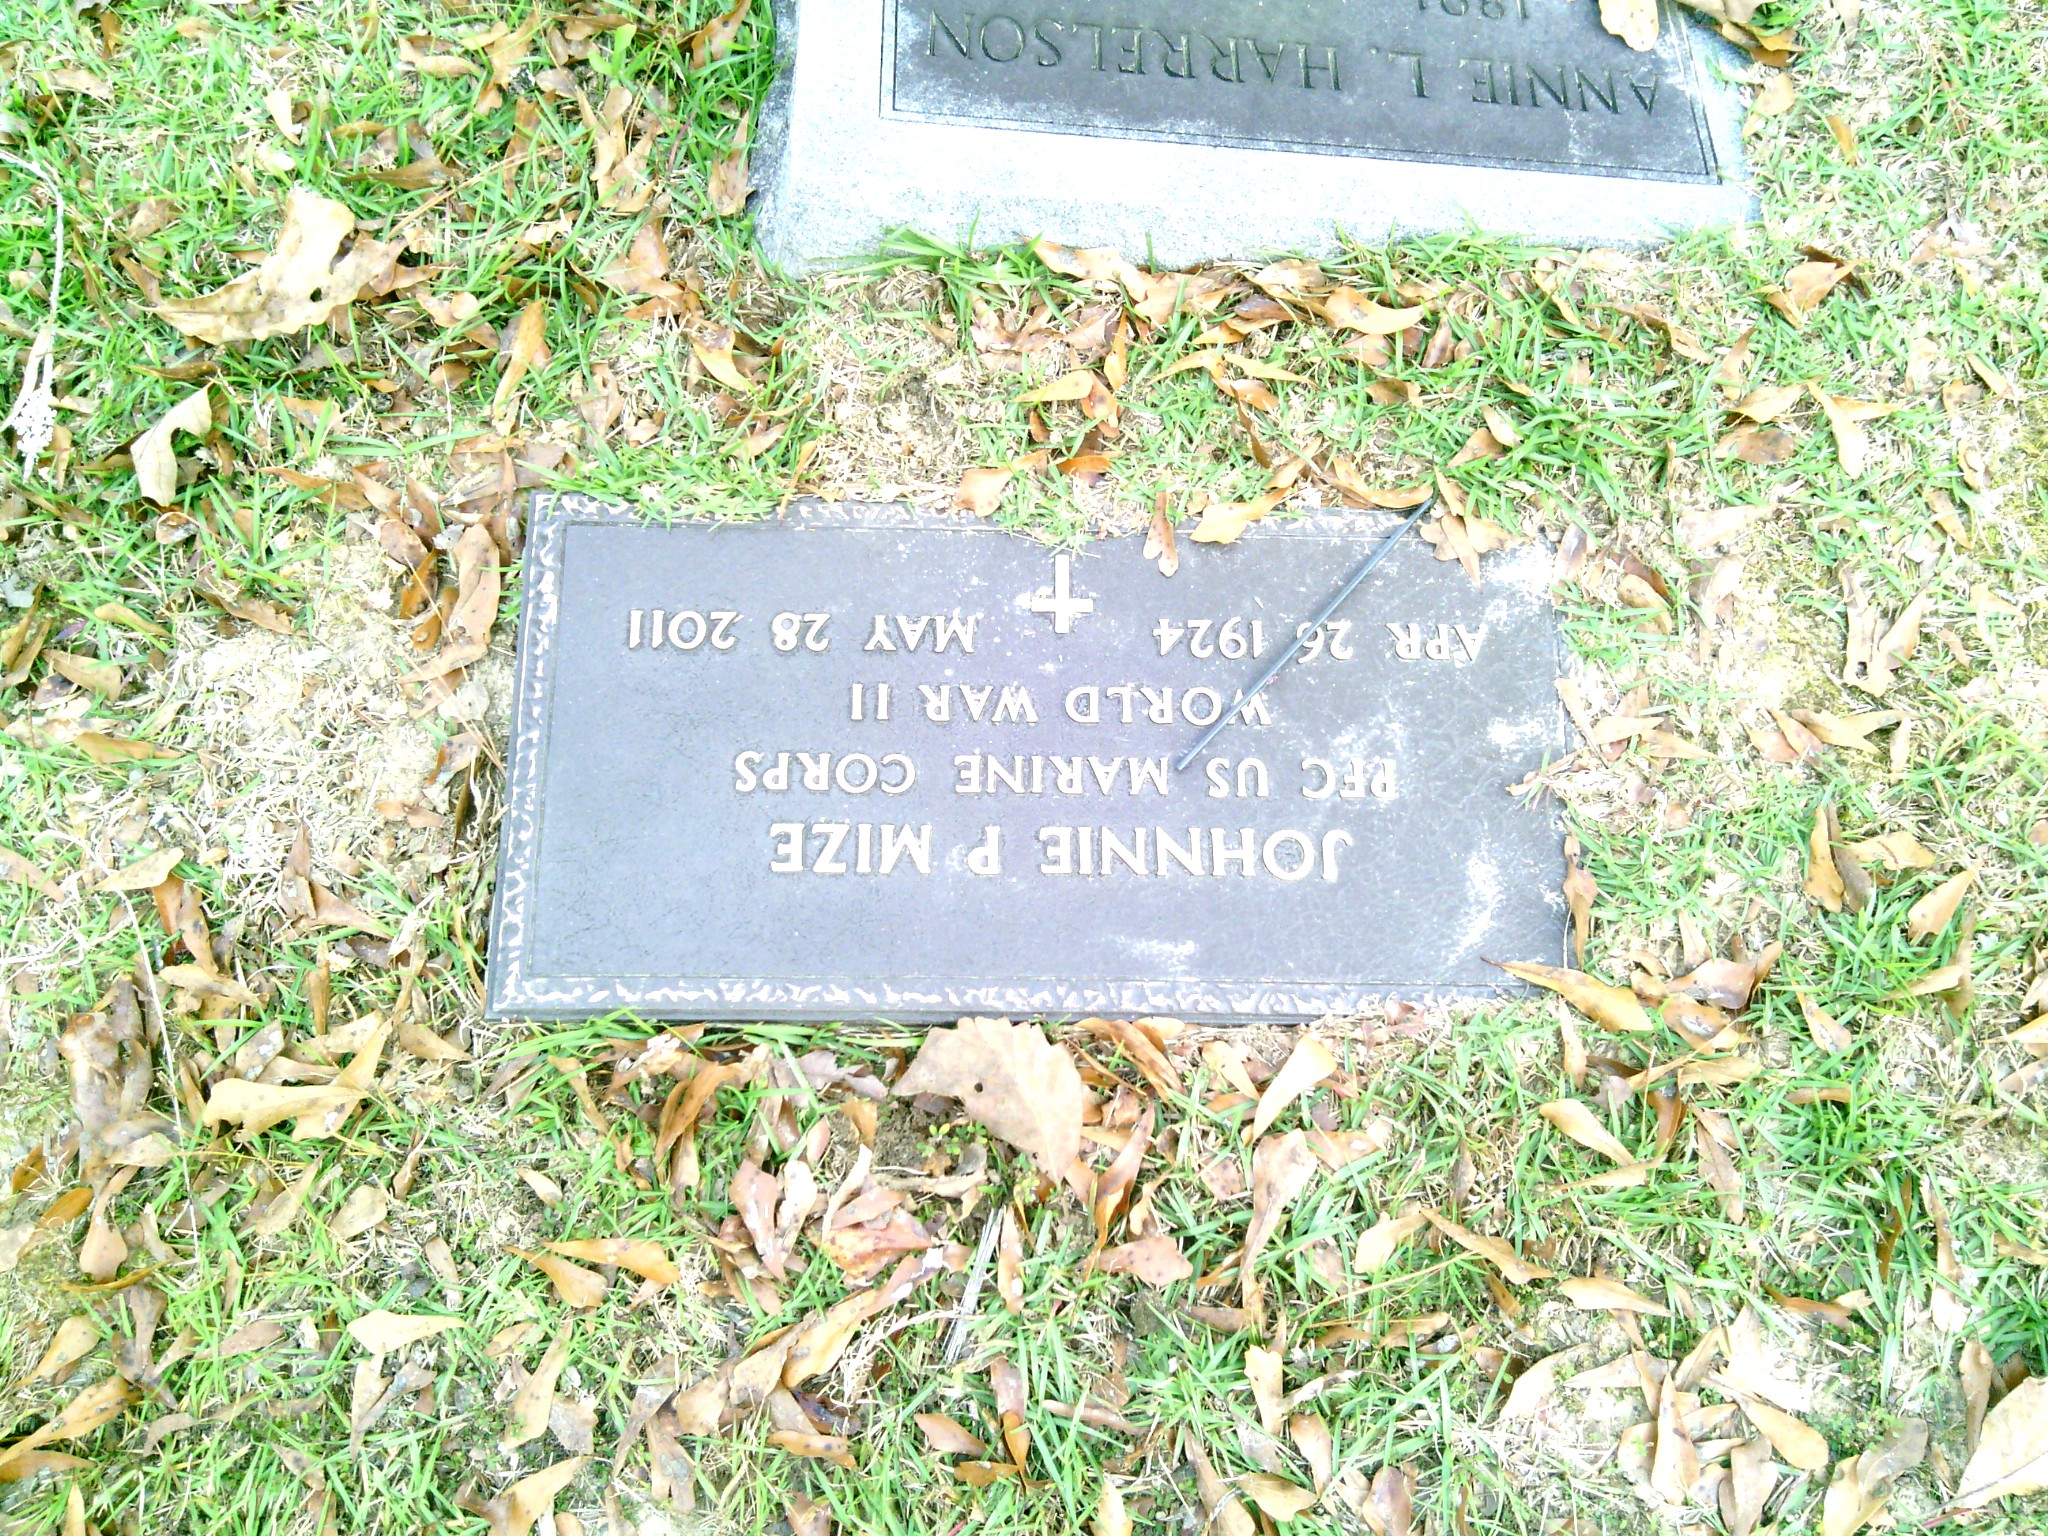 JOHNNIE P MIZE
PFC US MARINE CORPS
WORLD WAR II
APR 26 1924 MAY 28 2011
ANNIE L. HARRELSON